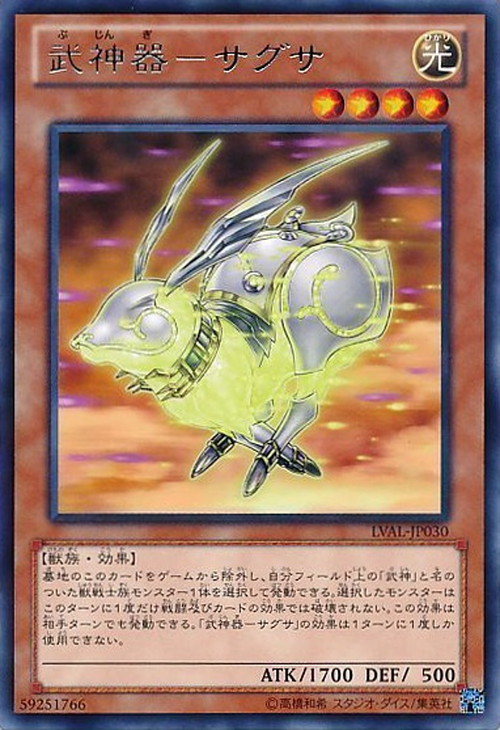 ぶ じん ぎ
武神器－サグサ
ひかり
光
LVAL-JP030
【獣族・効果】
墓地のこのカードをゲームから除外し、自分フィールド上の「武神」と名の
ついた獣戦士族モンスター1体を選択して発動できる。選択したモンスターは
このターンに1度だけ戦闘及びカードの効果では破壊されない。この効果は
相手ターンでも発動できる。「武神器－サグサ」の効果は1ターンに1度しか
使用できない。
ATK/1700 DEF/ 500
59251766
©高橋和希 スタジオ・ダイス/集英社